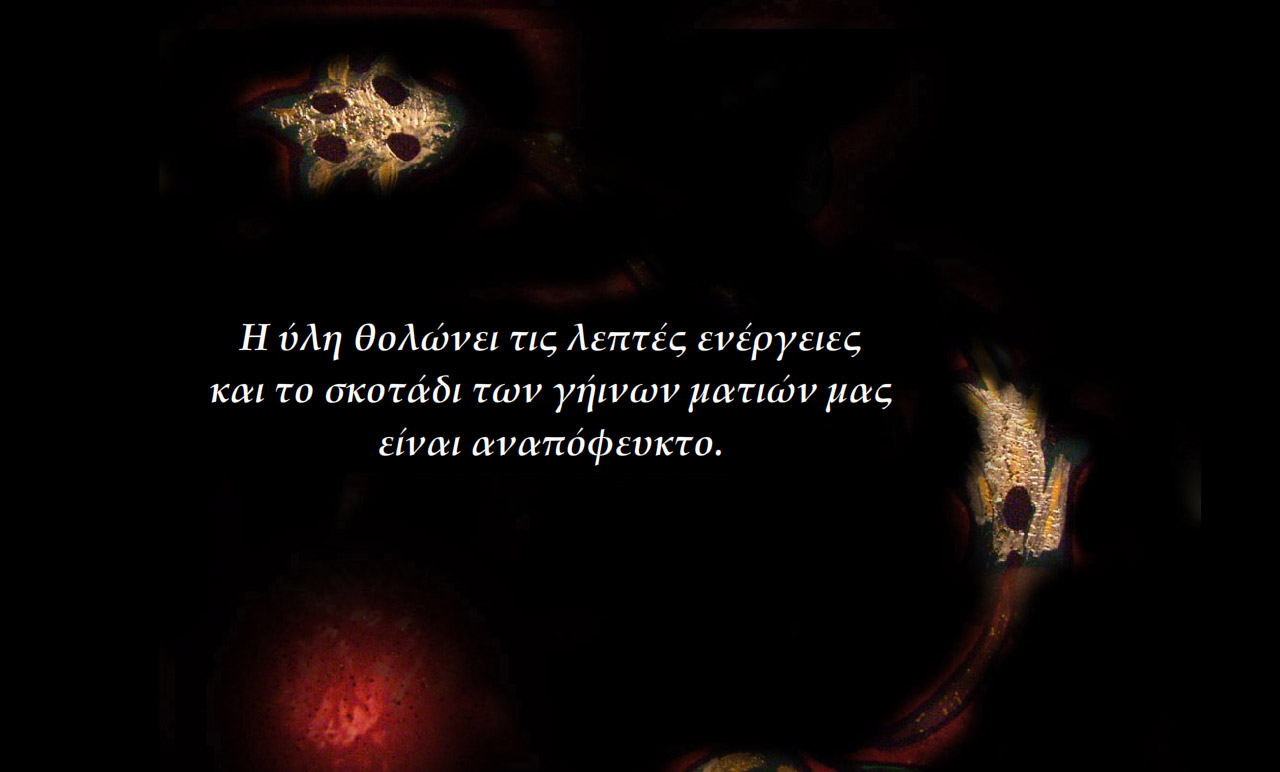 Η ύλη θολώνει τις λεπτές ενέργειες
και το σκοτάδι των γήινων ματιών μας
είναι αναπόφευκτο.